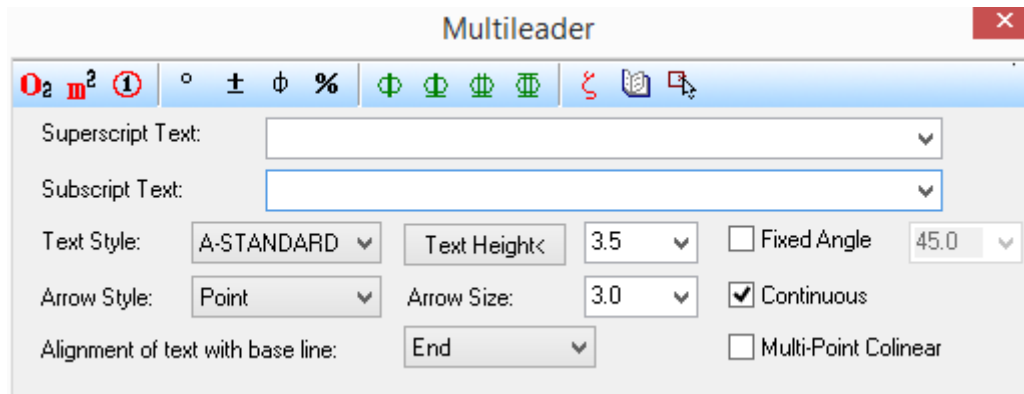 Multileader
O₂ m² ① ° ± ϕ %
ζ
Superscript Text:
Subscript Text:
Text Style: A-STANDARD Text Height< 3.5 Fixed Angle 45.0
Arrow Style: Point Arrow Size: 3.0 Continuous
Alignment of text with base line: End Multi-Point Colinear